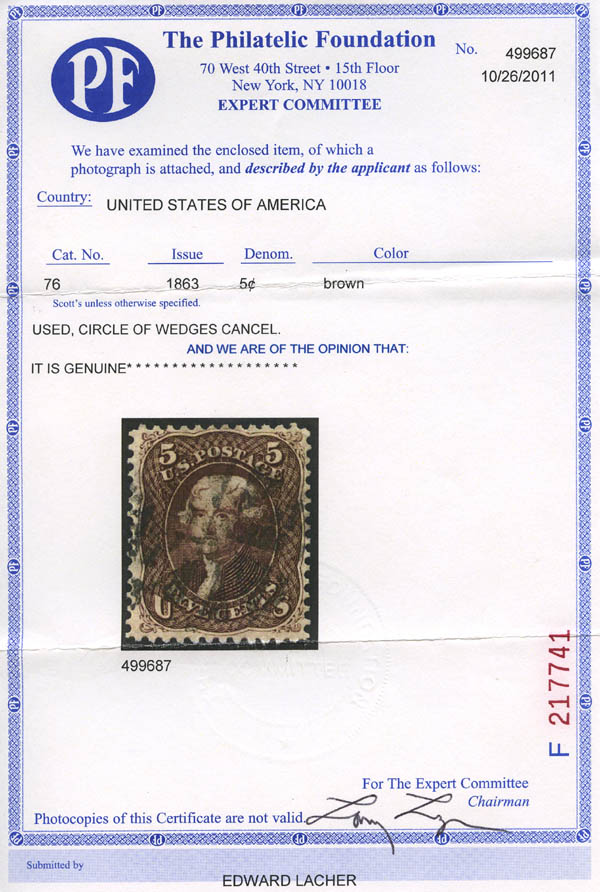 PF
The Philatelic Foundation
70 West 40th Street • 15th Floor
New York, NY 10018
EXPERT COMMITTEE
No. 499687
10/26/2011
We have examined the enclosed item, of which a
photograph is attached, and described by the applicant as follows:
Country: UNITED STATES OF AMERICA
Cat. No. Issue Denom. Color
76 1863 5¢ brown
Scott's unless otherwise specified.
USED, CIRCLE OF WEDGES CANCEL.
AND WE ARE OF THE OPINION THAT:
IT IS GENUINE* * * * * * * * * * * * * * * * * * * *
5 5
U.S. POSTAGE
FIVE CENTS
U S
499687
F 217741
For The Expert Committee
Chairman
Photocopies of this Certificate are not valid.
Submitted by
EDWARD LACHER